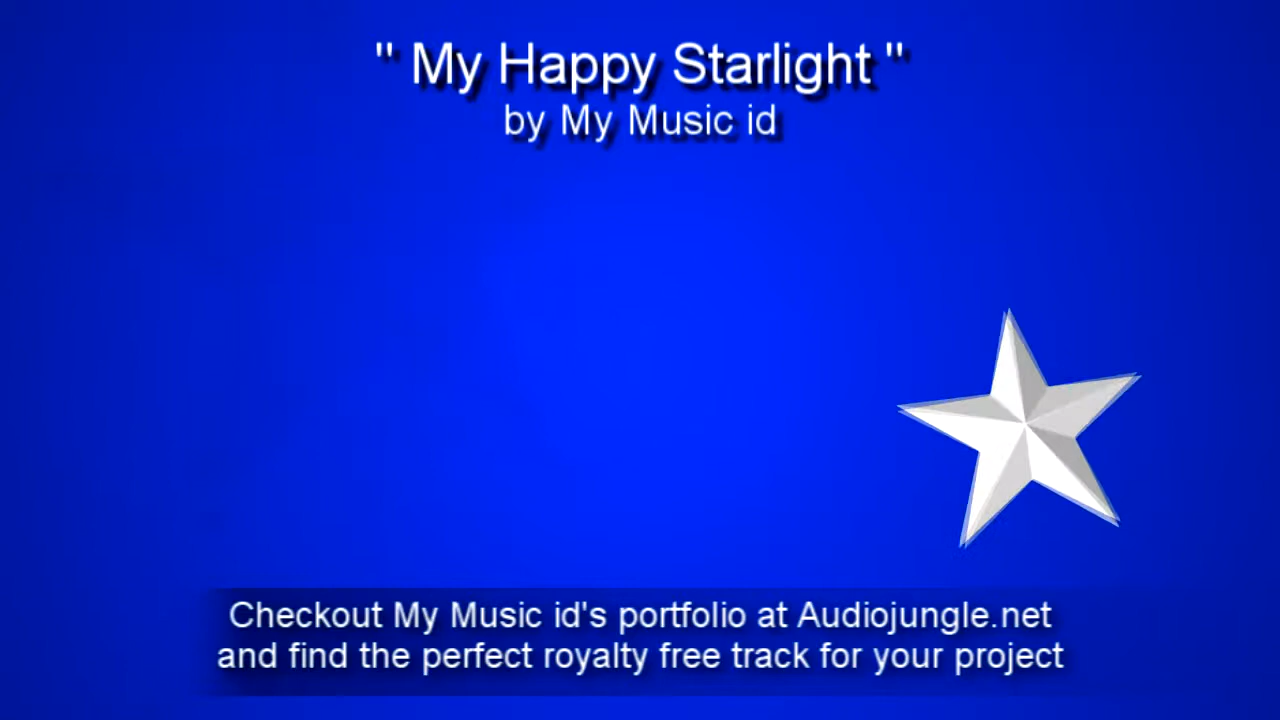 " My Happy Starlight "
by My Music id
Checkout My Music id's portfolio at Audiojungle.net
and find the perfect royalty free track for your project